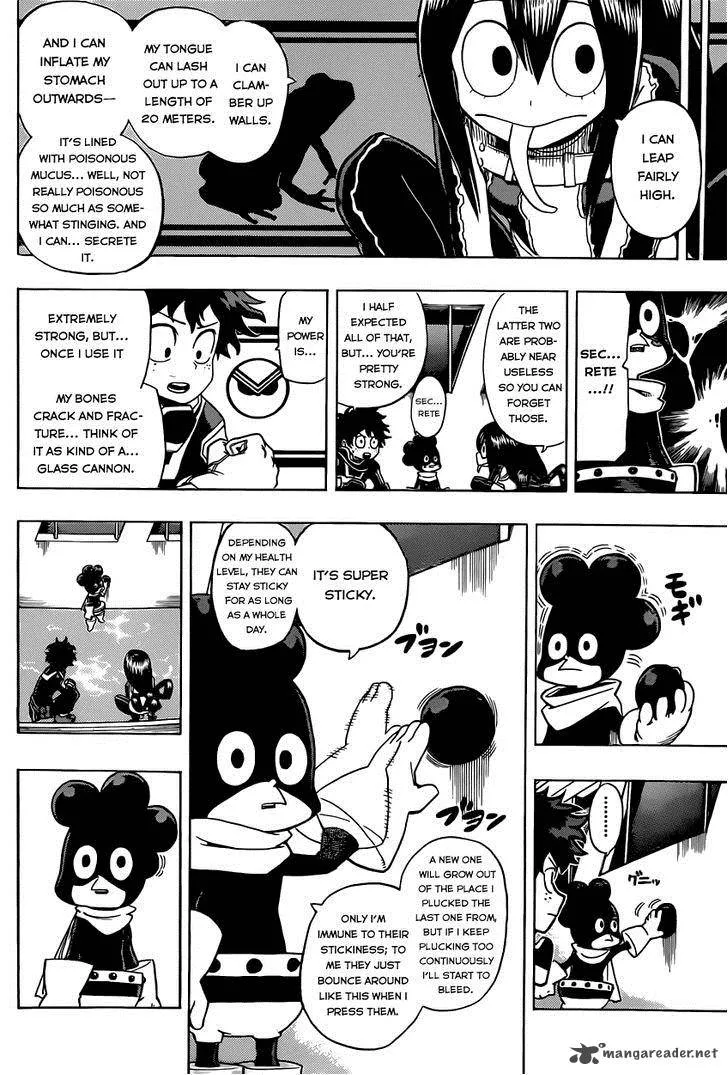 I CAN
LEAP
FAIRLY
HIGH.
I CAN
CLAM-
BER UP
WALLS.
MY TONGUE
CAN LASH
OUT UP TO A
LENGTH OF
20 METERS.
AND I CAN
INFLATE MY
STOMACH
OUTWARDS—
IT'S LINED
WITH POISONOUS
MUCUS... WELL, NOT
REALLY POISONOUS
SO MUCH AS SOME-
WHAT STINGING. AND
I CAN... SECRETE
IT.
SEC...
RETE
...!!
THE
LATTER TWO
ARE PROB-
ABLY NEAR
USELESS
SO YOU CAN
FORGET
THOSE.
SEC...
RETE
I HALF
EXPECTED
ALL OF THAT,
BUT... YOU'RE
PRETTY
STRONG.
MY
POWER
IS...
EXTREMELY
STRONG, BUT...
ONCE I USE IT
MY BONES
CRACK AND FRAC-
TURE... THINK OF
IT AS KIND OF A...
GLASS CANNON.
モギッ
IT'S SUPER
STICKY.
DEPENDING
ON MY HEALTH
LEVEL, THEY CAN
STAY STICKY
FOR AS LONG
AS A WHOLE
DAY.
ブヨン
ブヨン
A NEW ONE
WILL GROW OUT
OF THE PLACE I
PLUCKED THE
LAST ONE FROM,
BUT IF I KEEP
PLUCKING TOO
CONTINUOUSLY
I'LL START TO
BLEED.
ONLY I'M
IMMUNE TO THEIR
STICKINESS; TO
ME THEY JUST
BOUNCE AROUND
LIKE THIS WHEN I
PRESS THEM.
グニッ
mangareader.net